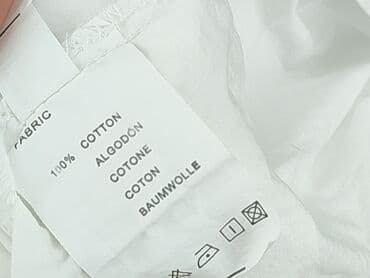 FABRIC
100% COTTON
ALGODÓN
COTONE
COTON
BAUMWOLLE